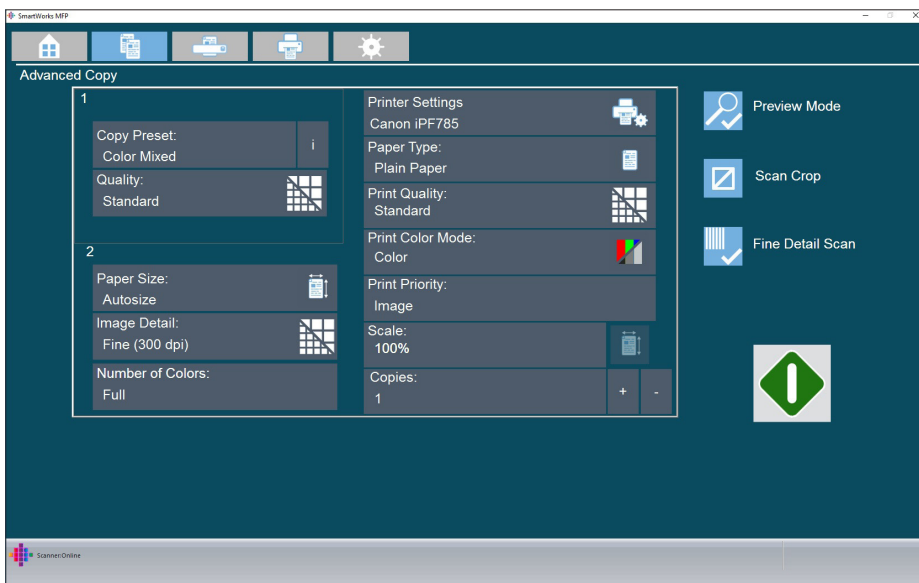 SmartWorks MFP
Advanced Copy
1
Copy Preset:
Color Mixed
i
Quality:
Standard
2
Paper Size:
Autosize
Image Detail:
Fine (300 dpi)
Number of Colors:
Full
Printer Settings
Canon iPF785
Paper Type:
Plain Paper
Print Quality:
Standard
Print Color Mode:
Color
Print Priority:
Image
Scale:
100%
Copies:
1
+ -
Preview Mode
Scan Crop
Fine Detail Scan
Scanner:Online